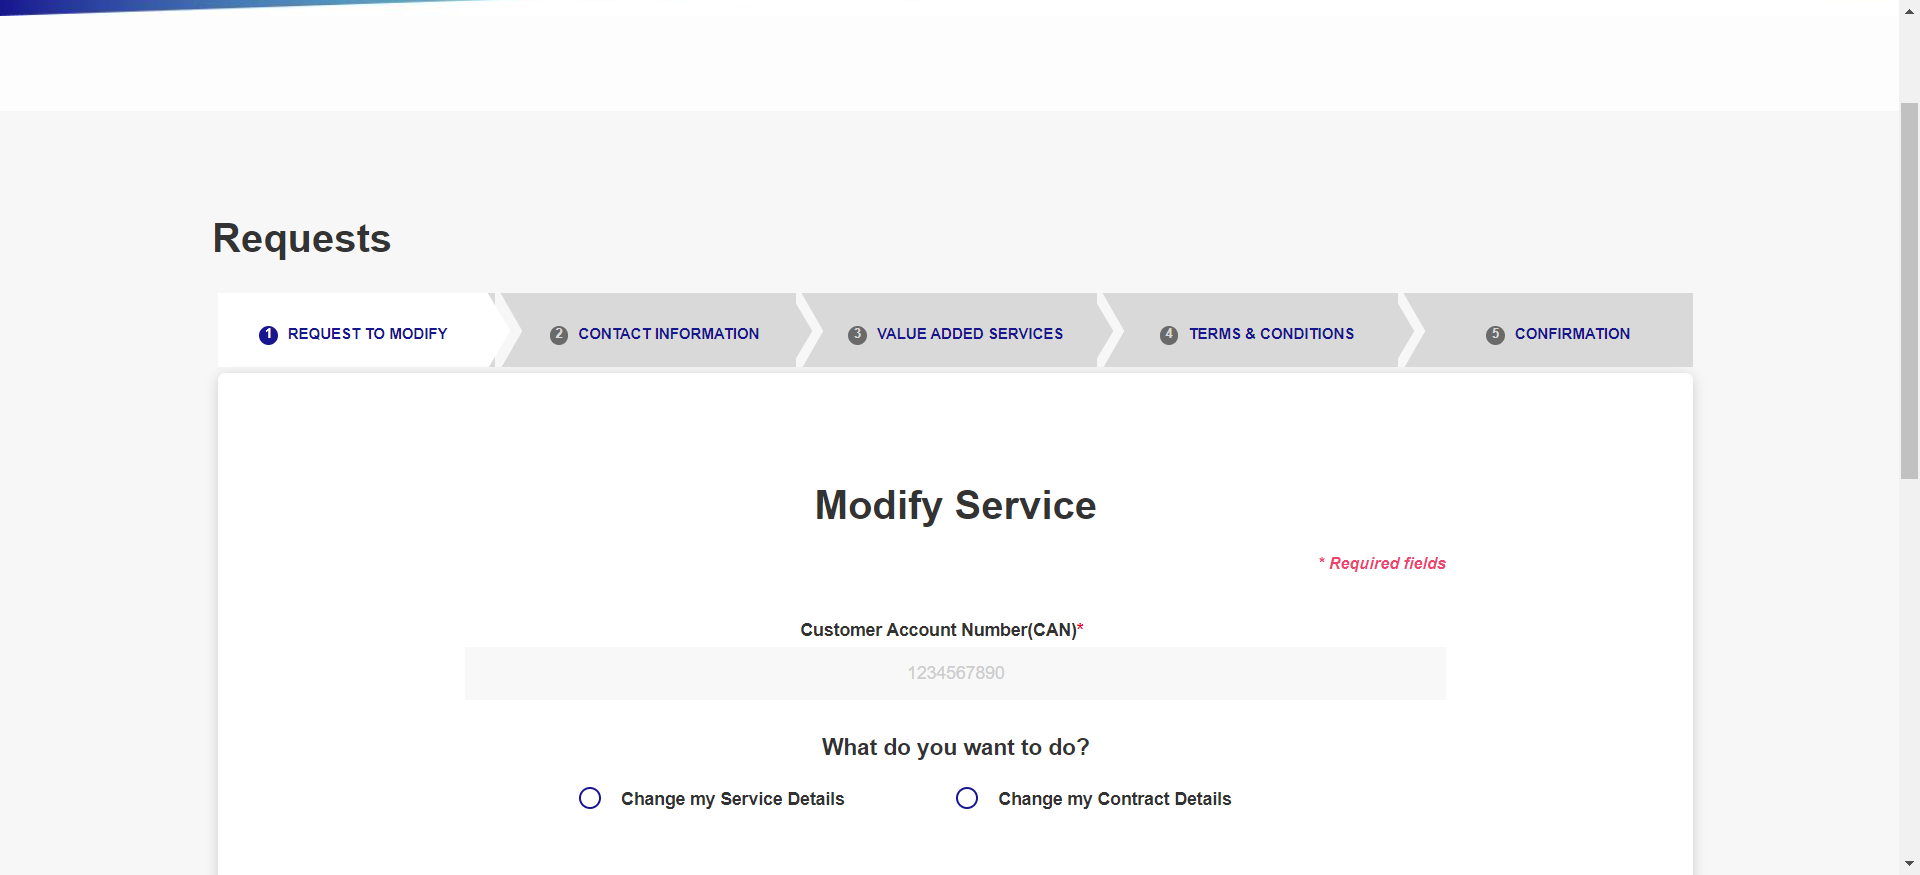 Requests
1 REQUEST TO MODIFY
2 CONTACT INFORMATION
3 VALUE ADDED SERVICES
4 TERMS & CONDITIONS
5 CONFIRMATION
Modify Service
* Required fields
Customer Account Number(CAN)*
1234567890
What do you want to do?
Change my Service Details
Change my Contract Details